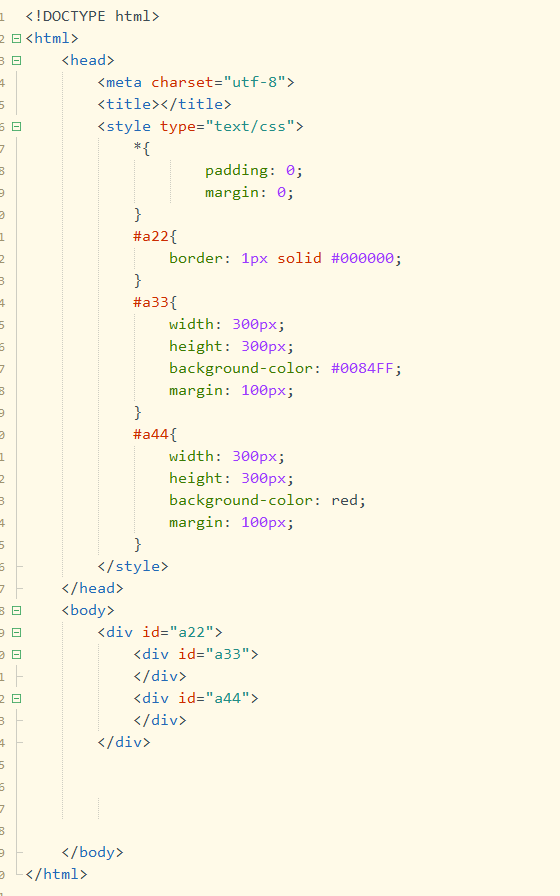 1 <!DOCTYPE html>
2 <html>
3 <head>
4 <meta charset="utf-8">
5 <title></title>
6 <style type="text/css">
7 *{
8 padding: 0;
9 margin: 0;
0 }
1 #a22{
2 border: 1px solid #000000;
3 }
4 #a33{
5 width: 300px;
6 height: 300px;
7 background-color: #0084FF;
8 margin: 100px;
9 }
0 #a44{
1 width: 300px;
2 height: 300px;
3 background-color: red;
4 margin: 100px;
5 }
6 </style>
7 </head>
8 <body>
9 <div id="a22">
0 <div id="a33">
1 </div>
2 <div id="a44">
3 </div>
4 </div>
5
6
7
8
9 </body>
0 </html>